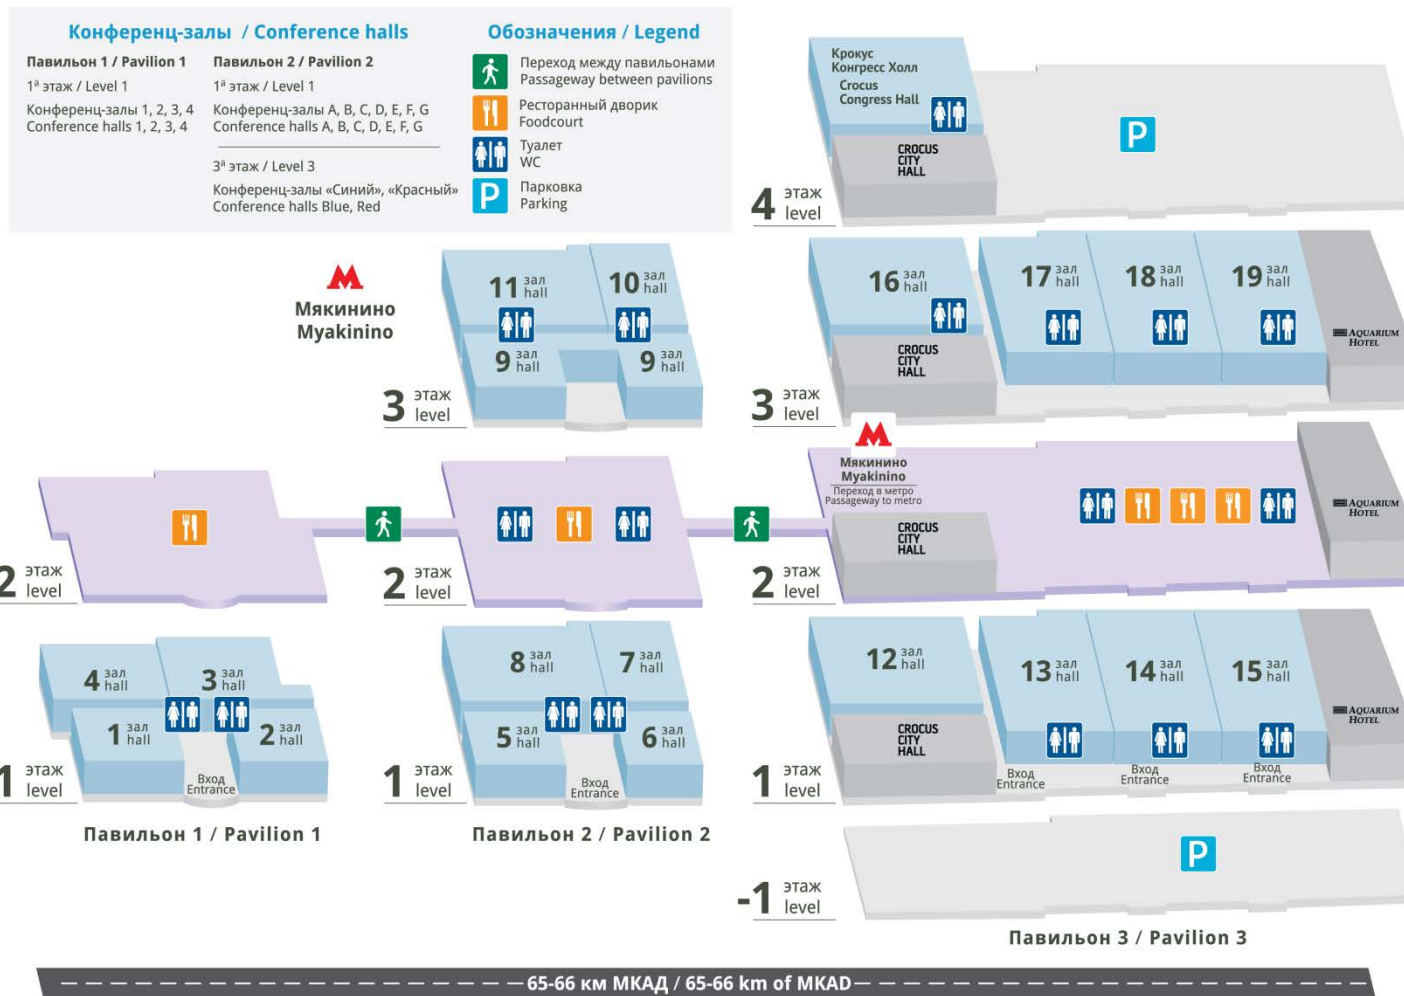 Конференц-залы / Conference halls
Павильон 1 / Pavilion 1
1й этаж / Level 1
Конференц-залы 1, 2, 3, 4
Conference halls 1, 2, 3, 4
Павильон 2 / Pavilion 2
1й этаж / Level 1
Конференц-залы A, B, C, D, E, F, G
Conference halls A, B, C, D, E, F, G
3й этаж / Level 3
Конференц-залы «Синий», «Красный»
Conference halls Blue, Red
Обозначения / Legend
Переход между павильонами
Passageway between pavilions
Ресторанный дворик
Foodcourt
Туалет
WC
P
Парковка
Parking
Крокус
Конгресс Холл
Crocus
Congress Hall
CROCUS
CITY
HALL
P
4 этаж
level
М
Мякинино
Myakinino
11 зал
hall
10 зал
hall
9 зал
hall
9 зал
hall
3 этаж
level
16 зал
hall
CROCUS
CITY
HALL
17 зал
hall
18 зал
hall
19 зал
hall
AQUARIUM
HOTEL
3 этаж
level
2 этаж
level
2 этаж
level
М
Мякинино
Myakinino
Переход в метро
Passageway to metro
CROCUS
CITY
HALL
AQUARIUM
HOTEL
2 этаж
level
4 зал
hall
3 зал
hall
1 зал
hall
2 зал
hall
Вход
Entrance
1 этаж
level
Павильон 1 / Pavilion 1
8 зал
hall
7 зал
hall
5 зал
hall
6 зал
hall
Вход
Entrance
1 этаж
level
Павильон 2 / Pavilion 2
12 зал
hall
CROCUS
CITY
HALL
13 зал
hall
14 зал
hall
15 зал
hall
AQUARIUM
HOTEL
Вход
Entrance
Вход
Entrance
Вход
Entrance
1 этаж
level
P
-1 этаж
level
Павильон 3 / Pavilion 3
65-66 км МКАД / 65-66 km of MKAD